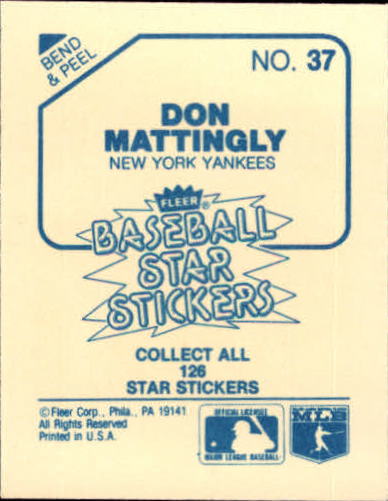 BEND
& PEEL
NO. 37
DON
MATTINGLY
NEW YORK YANKEES
FLEER®
BASEBALL
STAR
STICKERS
COLLECT ALL
126
STAR STICKERS
© Fleer Corp., Phila., PA 19141
All Rights Reserved
Printed in U.S.A.
OFFICIAL LICENSEE
MAJOR LEAGUE BASEBALL
MLB